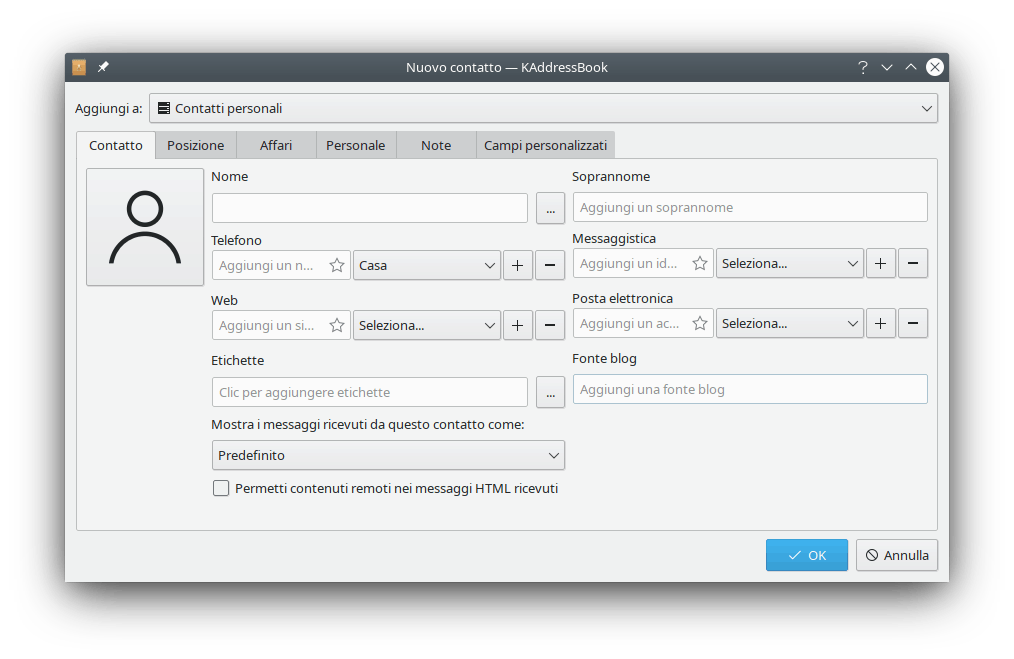 Nuovo contatto — KAddressBook
Aggiungi a: Contatti personali
Contatto Posizione Affari Personale Note Campi personalizzati
Nome
...
Soprannome
Aggiungi un soprannome
Telefono
Aggiungi un n... Casa
Messaggistica
Aggiungi un id... Seleziona...
Web
Aggiungi un si... Seleziona...
Posta elettronica
Aggiungi un ac... Seleziona...
Etichette
Clic per aggiungere etichette ...
Fonte blog
Aggiungi una fonte blog
Mostra i messaggi ricevuti da questo contatto come:
Predefinito
Permetti contenuti remoti nei messaggi HTML ricevuti
OK Annulla